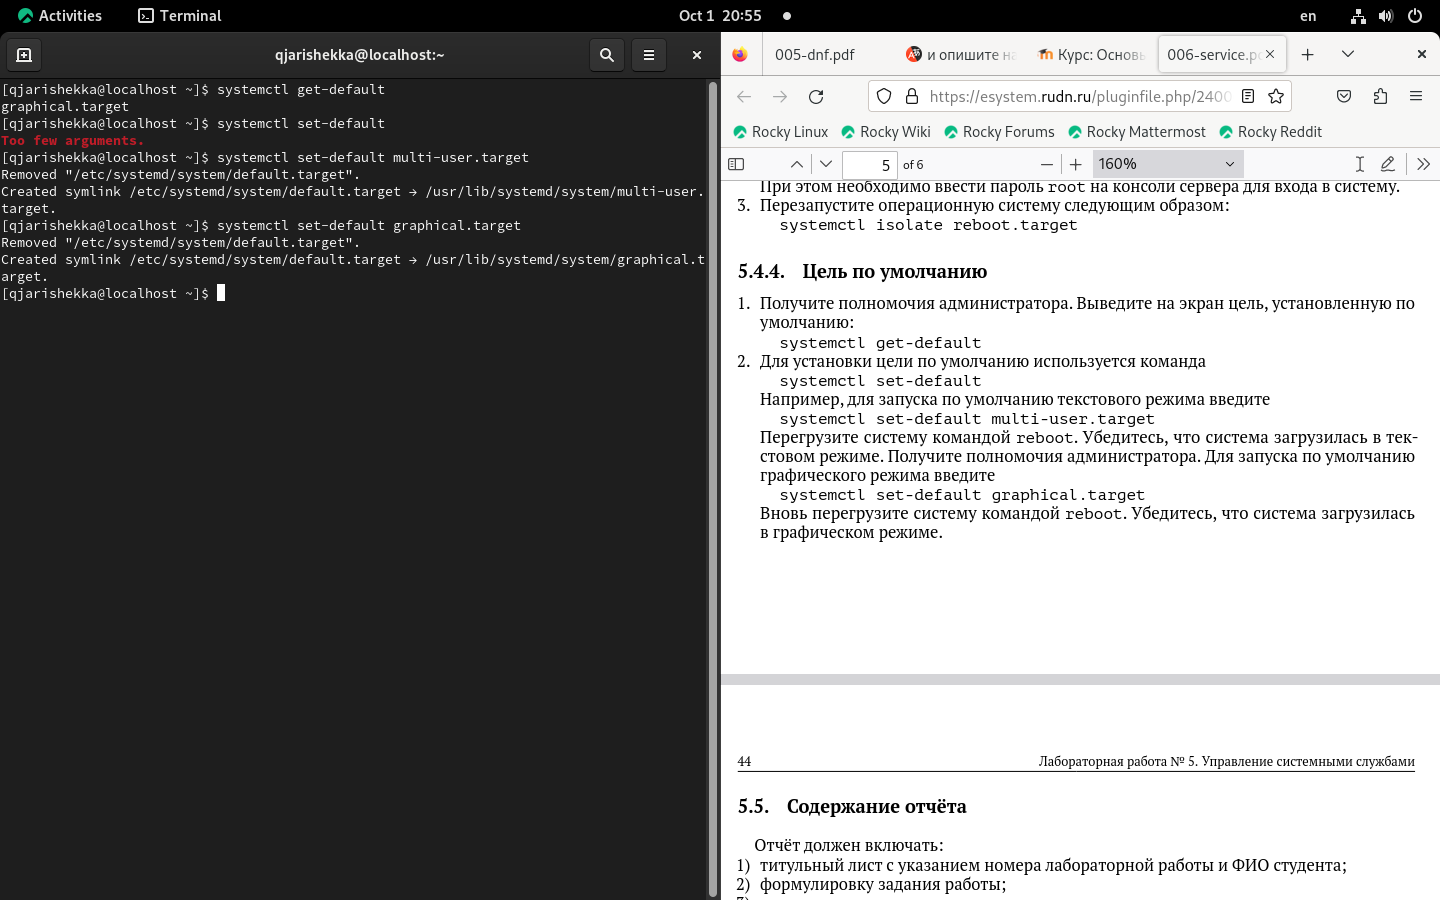 Activities
Terminal
Oct 1 20:55
en
qjarishekka@localhost:~
[qjarishekka@localhost ~]$ systemctl get-default
graphical.target
[qjarishekka@localhost ~]$ systemctl set-default
Too few arguments.
[qjarishekka@localhost ~]$ systemctl set-default multi-user.target
Removed "/etc/systemd/system/default.target".
Created symlink /etc/systemd/system/default.target → /usr/lib/systemd/system/multi-user.
target.
[qjarishekka@localhost ~]$ systemctl set-default graphical.target
Removed "/etc/systemd/system/default.target".
Created symlink /etc/systemd/system/default.target → /usr/lib/systemd/system/graphical.t
arget.
[qjarishekka@localhost ~]$
005-dnf.pdf
и опишите на
Курс: Основы
006-service.pd
https://esystem.rudn.ru/pluginfile.php/2400
Rocky Linux
Rocky Wiki
Rocky Forums
Rocky Mattermost
Rocky Reddit
5 of 6
160%
При этом необходимо ввести пароль root на консоли сервера для входа в систему.
3. Перезапустите операционную систему следующим образом:
systemctl isolate reboot.target
5.4.4. Цель по умолчанию
1. Получите полномочия администратора. Выведите на экран цель, установленную по
умолчанию:
systemctl get-default
2. Для установки цели по умолчанию используется команда
systemctl set-default
Например, для запуска по умолчанию текстового режима введите
systemctl set-default multi-user.target
Перегрузите систему командой reboot. Убедитесь, что система загрузилась в тек-
стовом режиме. Получите полномочия администратора. Для запуска по умолчанию
графического режима введите
systemctl set-default graphical.target
Вновь перегрузите систему командой reboot. Убедитесь, что система загрузилась
в графическом режиме.
44
Лабораторная работа № 5. Управление системными службами
5.5. Содержание отчёта
Отчёт должен включать:
1) титульный лист с указанием номера лабораторной работы и ФИО студента;
2) формулировку задания работы;